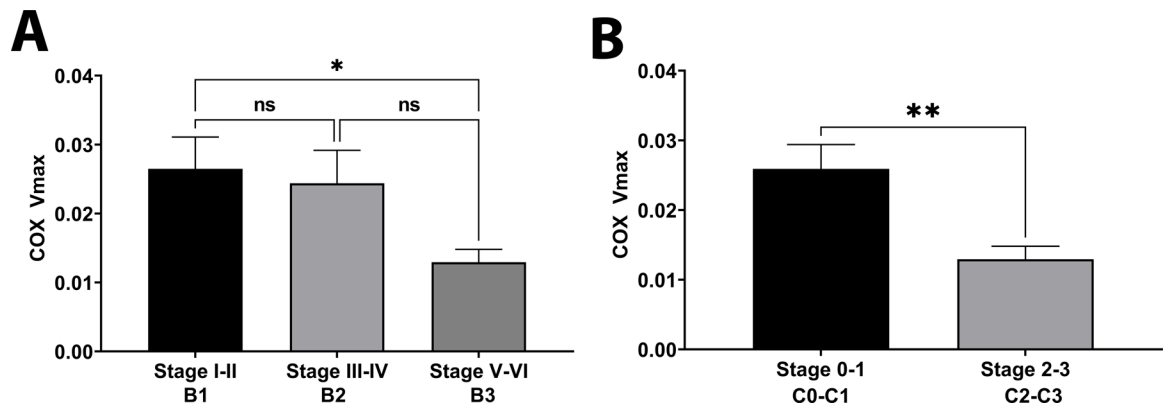 A
COX Vmax
0.04
0.03
0.02
0.01
0.00
*
ns
ns
Stage I-II
B1
Stage III-IV
B2
Stage V-VI
B3
B
COX Vmax
0.04
0.03
0.02
0.01
0.00
**
Stage 0-1
C0-C1
Stage 2-3
C2-C3